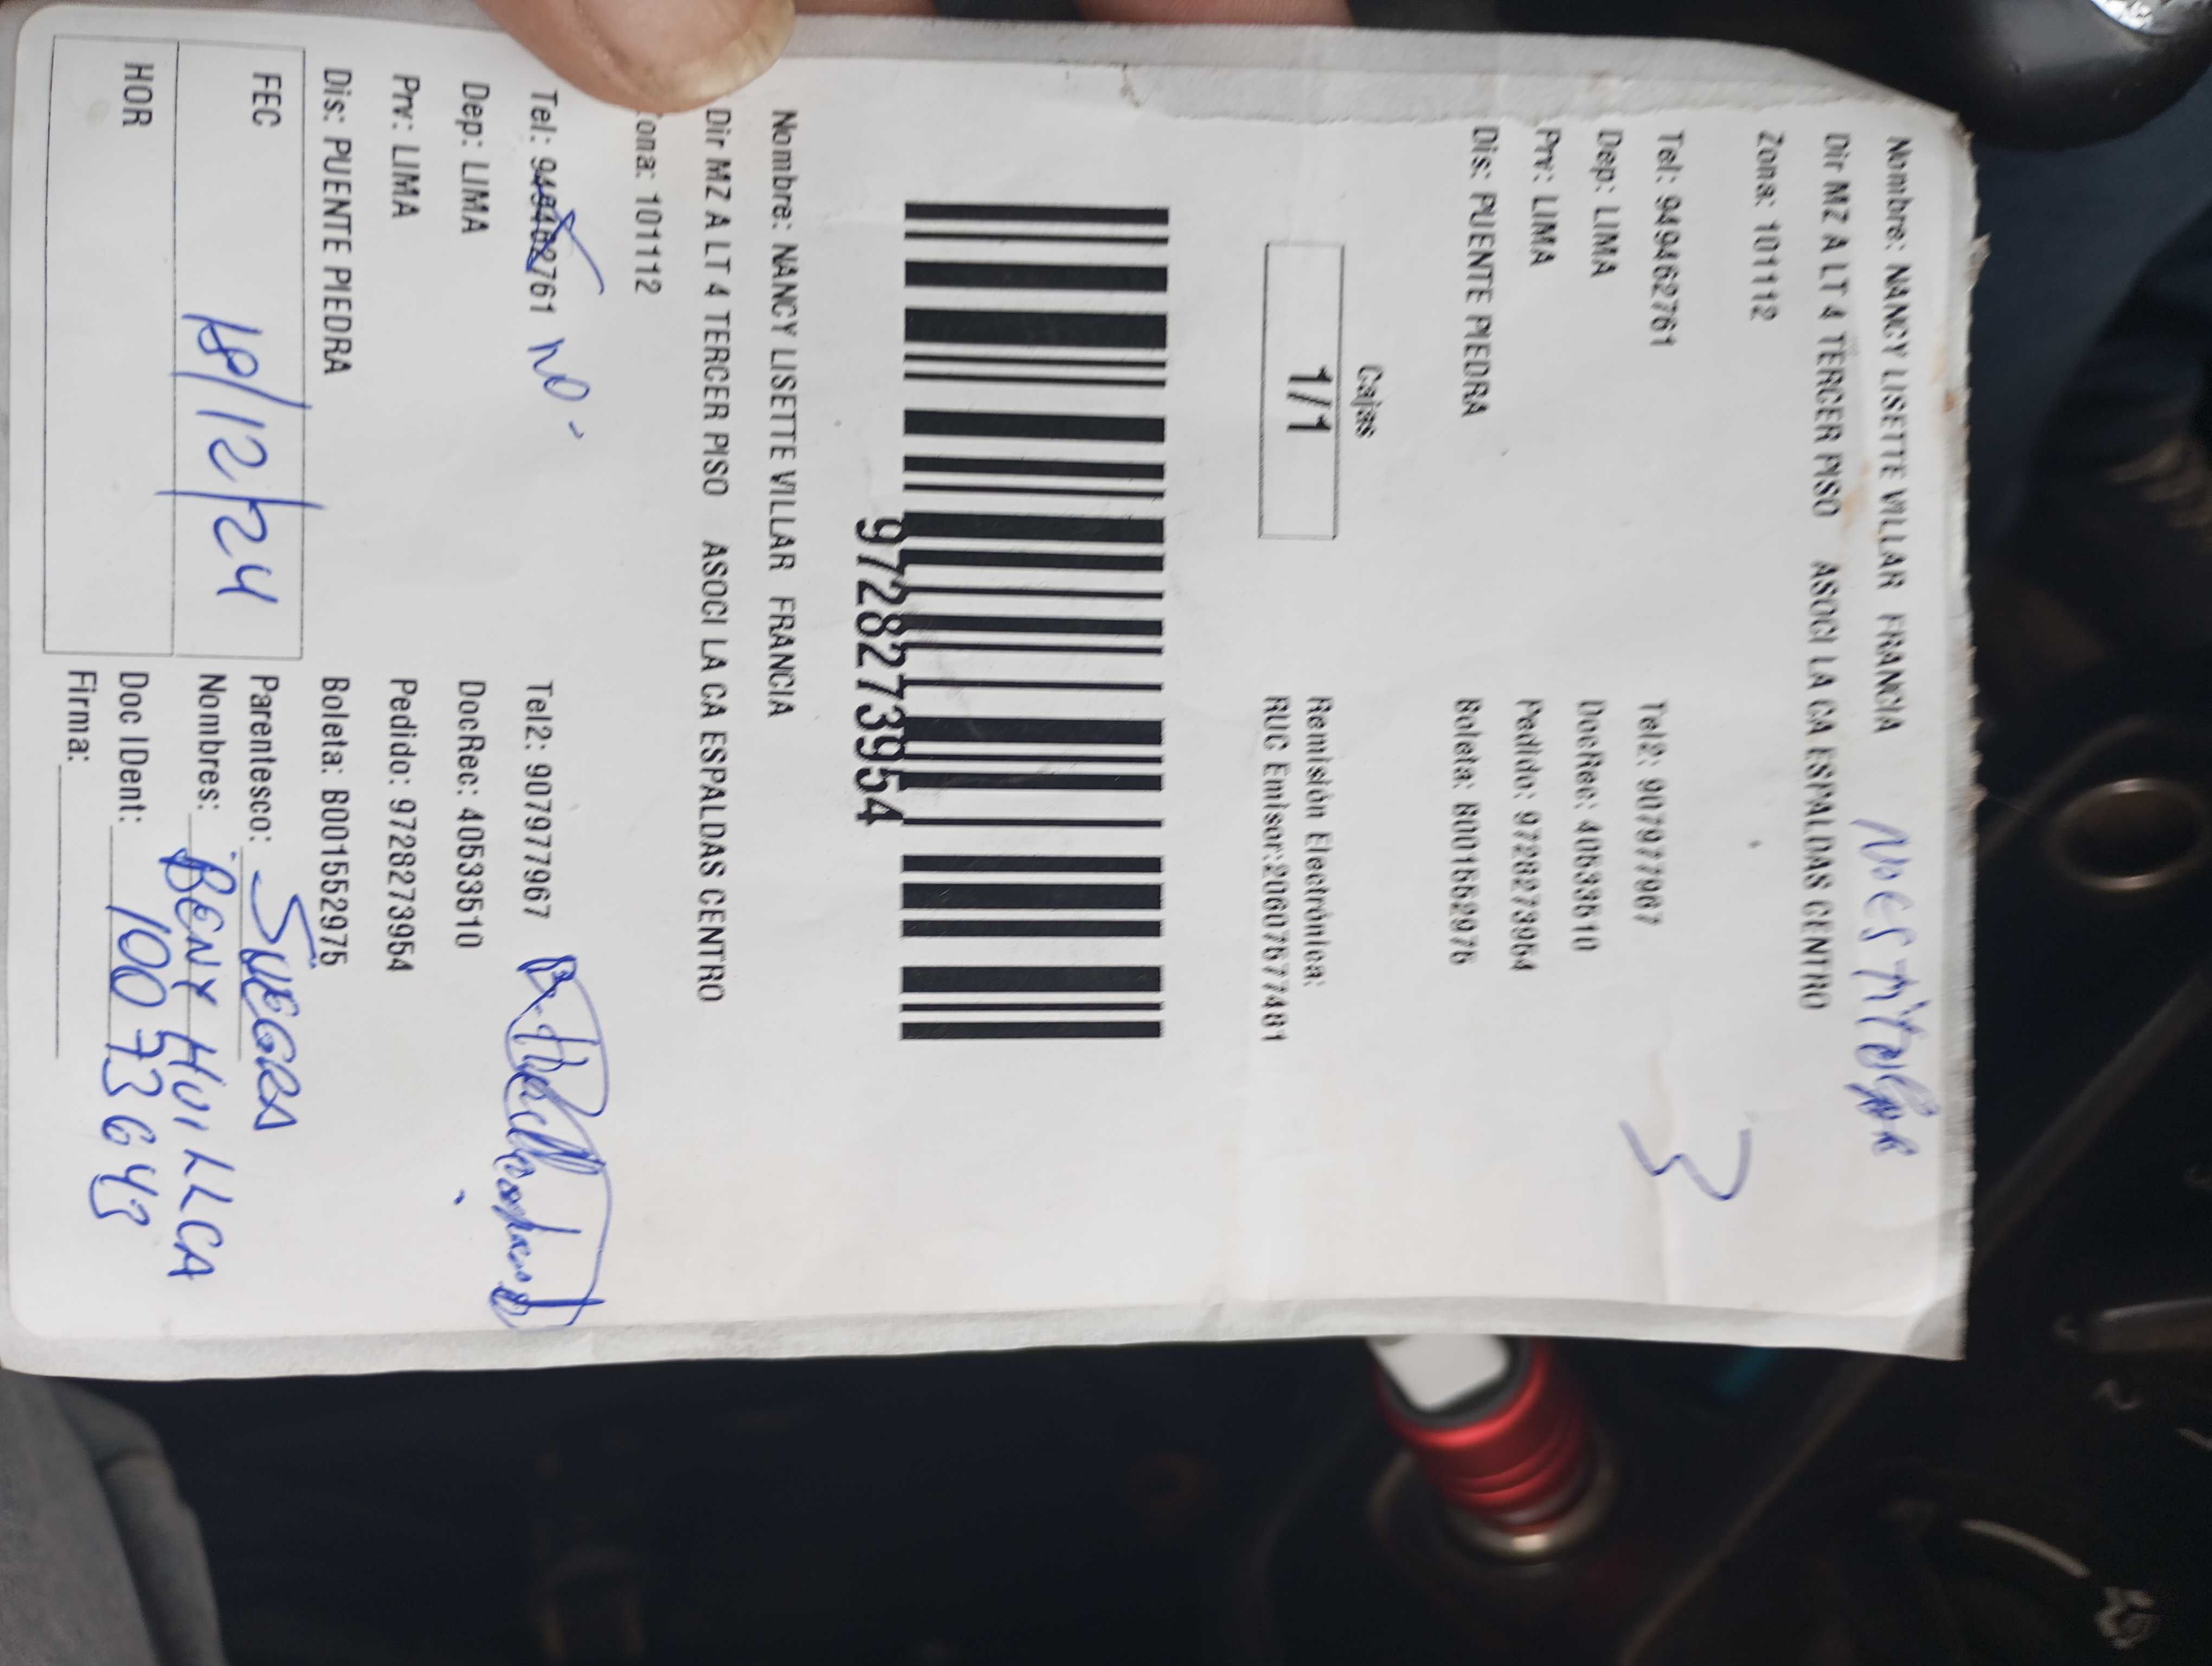 Nombre: NANCY LISETTE VILLAR FRANCIA
Dir MZ A LT 4 TERCER PISO ASOCI LA CA ESPALDAS CENTRO
Zona: 101112
Tel: 949462761 Tel2: 907977967
Dep: LIMA DocRec: 40533510
Prv: LIMA Pedido: 9728273954
Dis: PUENTE PIEDRA Boleta: B001552975
Cajas
1/1
Remisión Electrónica:
RUC Emisor:20607677481
9728273954
Nombre: NANCY LISETTE VILLAR FRANCIA
Dir MZ A LT 4 TERCER PISO ASOCI LA CA ESPALDAS CENTRO
ona: 101112
Tel: 949462761 NO Tel2: 907977967
Dep: LIMA DocRec: 40533510
Prv: LIMA Pedido: 9728273954
Dis: PUENTE PIEDRA Boleta: B001552975
FEC 18/12/24 Parentesco: SUEGRA
Nombres: BENY HUILLCA
HOR Doc IDent: 10073643
Firma: